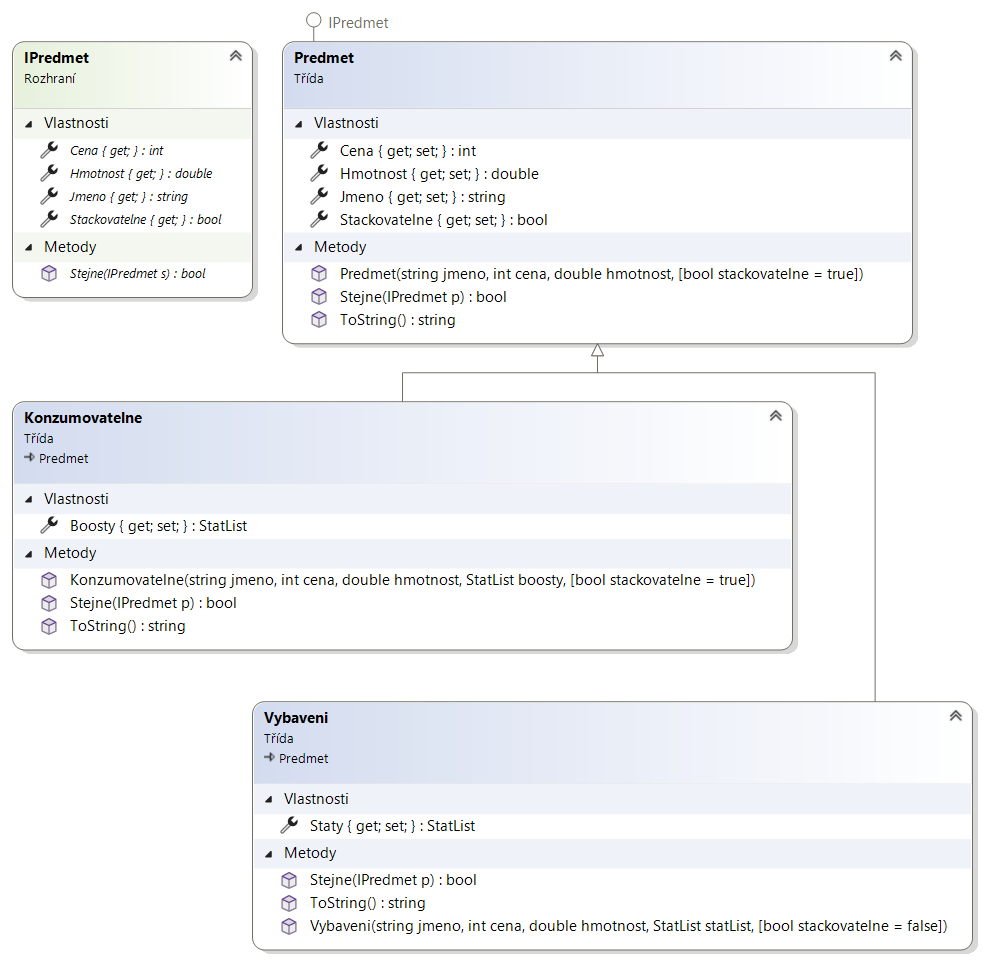 IPredmet
IPredmet
Rozhraní
Vlastnosti
Cena { get; } : int
Hmotnost { get; } : double
Jmeno { get; } : string
Stackovatelne { get; } : bool
Metody
Stejne(IPredmet s) : bool
Predmet
Třída
Vlastnosti
Cena { get; set; } : int
Hmotnost { get; set; } : double
Jmeno { get; set; } : string
Stackovatelne { get; set; } : bool
Metody
Predmet(string jmeno, int cena, double hmotnost, [bool stackovatelne = true])
Stejne(IPredmet p) : bool
ToString() : string
Konzumovatelne
Třída
Predmet
Vlastnosti
Boosty { get; set; } : StatList
Metody
Konzumovatelne(string jmeno, int cena, double hmotnost, StatList boosty, [bool stackovatelne = true])
Stejne(IPredmet p) : bool
ToString() : string
Vybaveni
Třída
Predmet
Vlastnosti
Staty { get; set; } : StatList
Metody
Stejne(IPredmet p) : bool
ToString() : string
Vybaveni(string jmeno, int cena, double hmotnost, StatList statList, [bool stackovatelne = false])